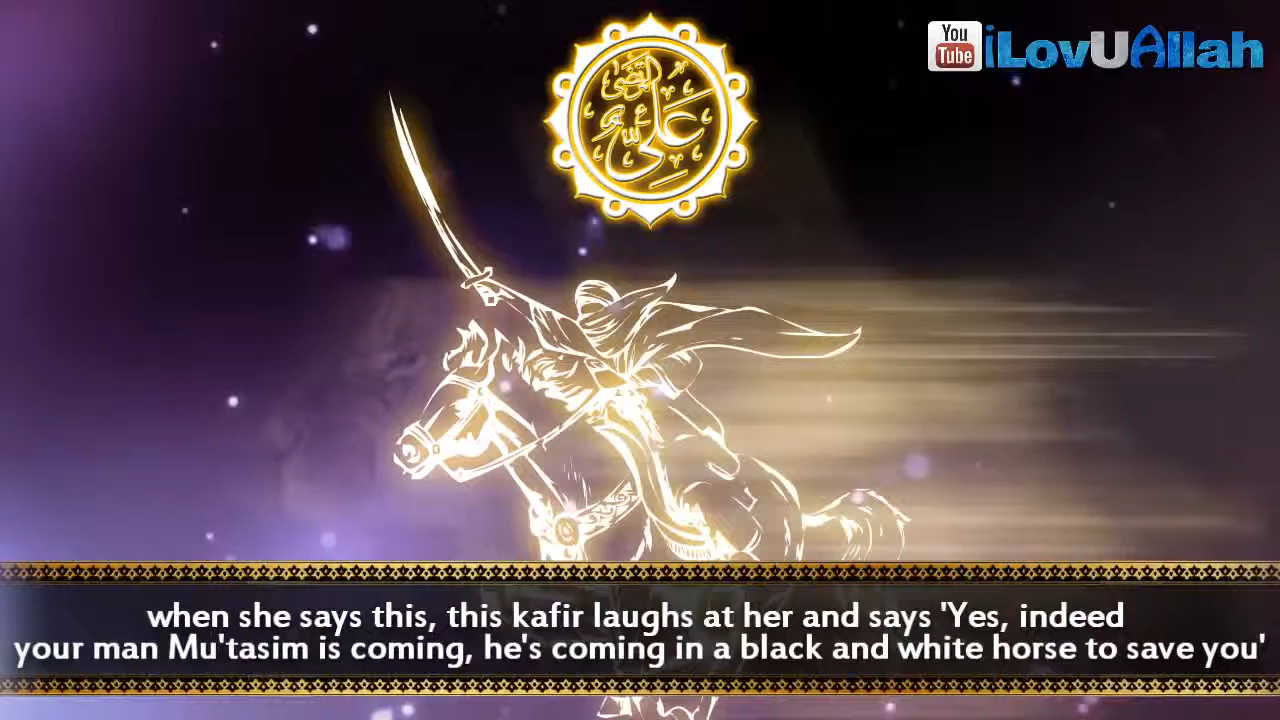 You
Tube
iLovUAllah
علي
المرتضى
when she says this, this kafir laughs at her and says 'Yes, indeed
your man Mu'tasim is coming, he's coming in a black and white horse to save you'